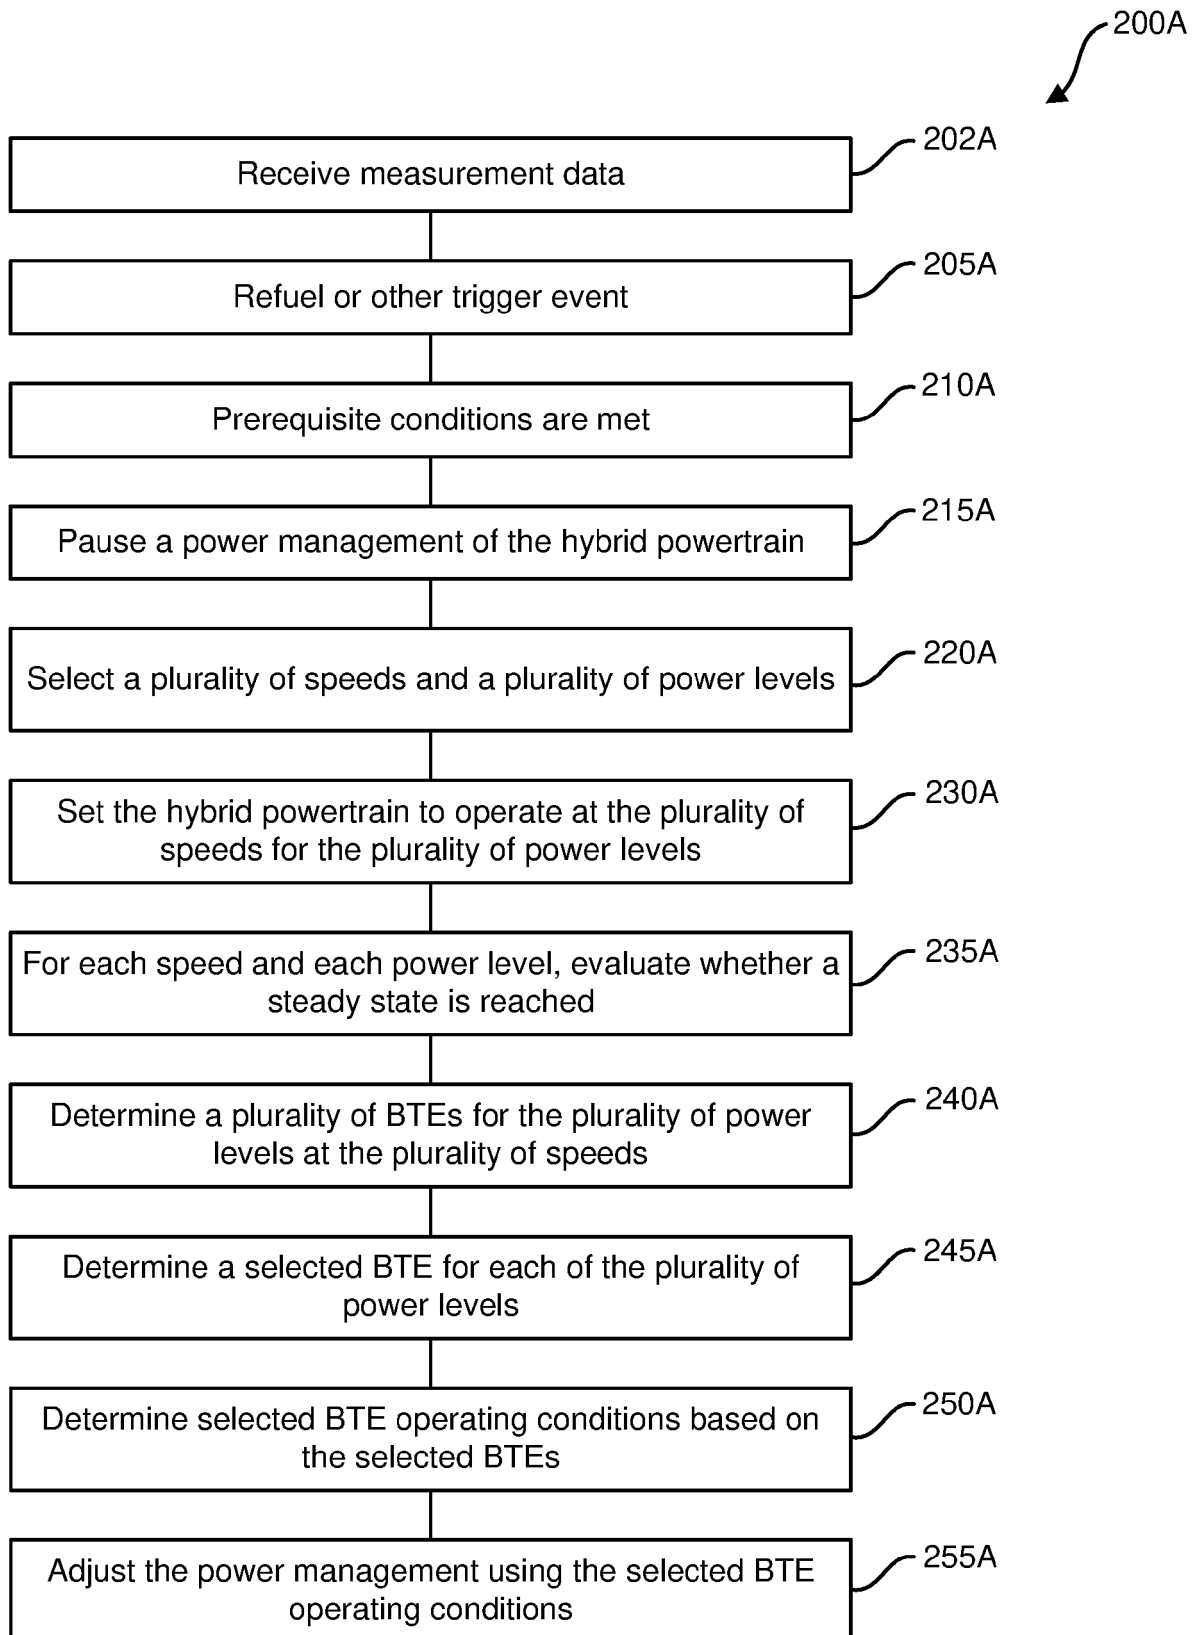 200A
202A
Receive measurement data
205A
Refuel or other trigger event
210A
Prerequisite conditions are met
215A
Pause a power management of the hybrid powertrain
220A
Select a plurality of speeds and a plurality of power levels
230A
Set the hybrid powertrain to operate at the plurality of
speeds for the plurality of power levels
235A
For each speed and each power level, evaluate whether a
steady state is reached
240A
Determine a plurality of BTEs for the plurality of power
levels at the plurality of speeds
245A
Determine a selected BTE for each of the plurality of
power levels
250A
Determine selected BTE operating conditions based on
the selected BTEs
255A
Adjust the power management using the selected BTE
operating conditions